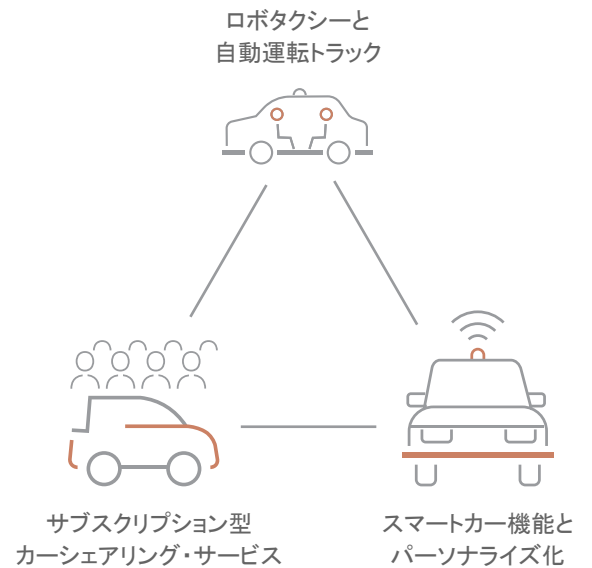 ロボタクシーと
自動運転トラック
サブスクリプション型
カーシェアリング・サービス
スマートカー機能と
パーソナライズ化